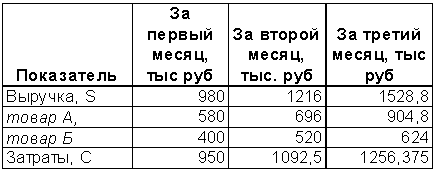 Показатель За первый месяц, тыс руб За второй месяц, тыс. руб За третий месяц, тыс руб
Выручка, S 980 1216 1528,8
товар А, 580 696 904,8
товар Б 400 520 624
Затраты, С 950 1092,5 1256,375